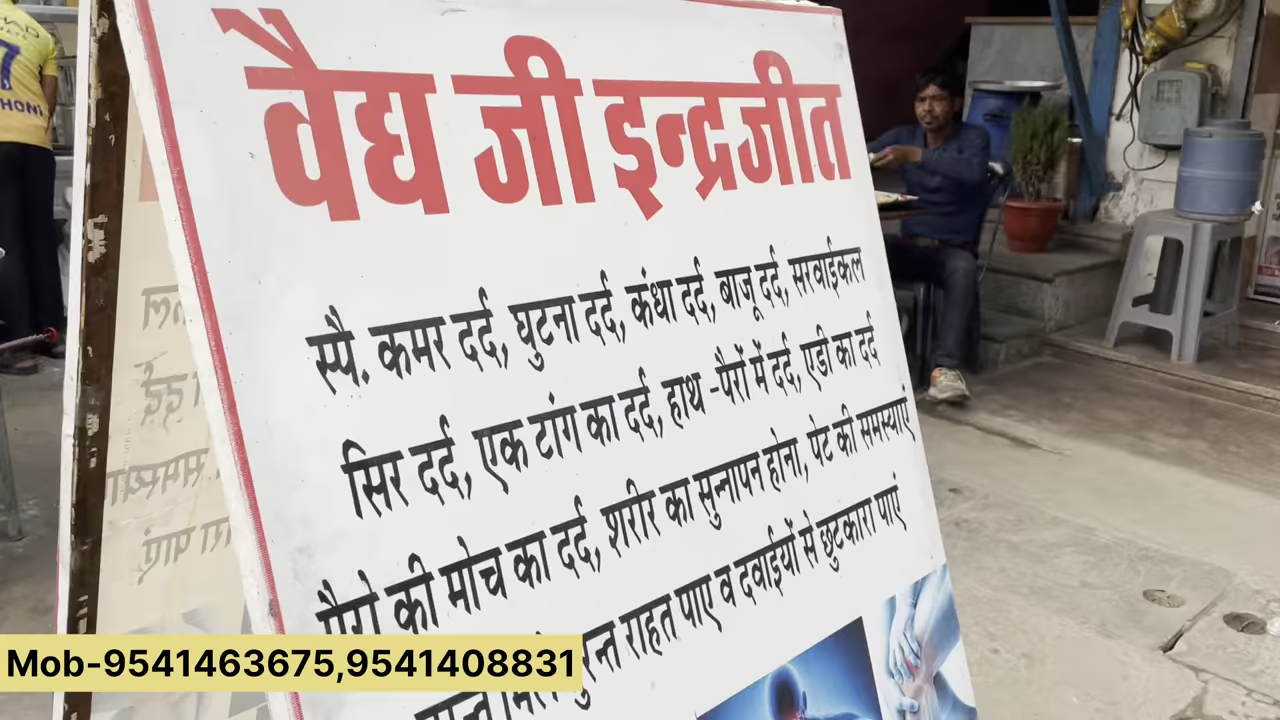 वैद्य जी इन्द्रजीत
स्पै. कमर दर्द, घुटना दर्द, कंधा दर्द, बाजू दर्द, सरवाईकल
सिर दर्द, एक टांग का दर्द, हाथ -पैरों में दर्द, एडी का दर्द
पैरो की मोच का दर्द, शरीर का सुन्नापन होना, पेट की समस्याएं
राहत पाए व दवाईयों से छुटकारा पाएं
Mob-9541463675,9541408831
7